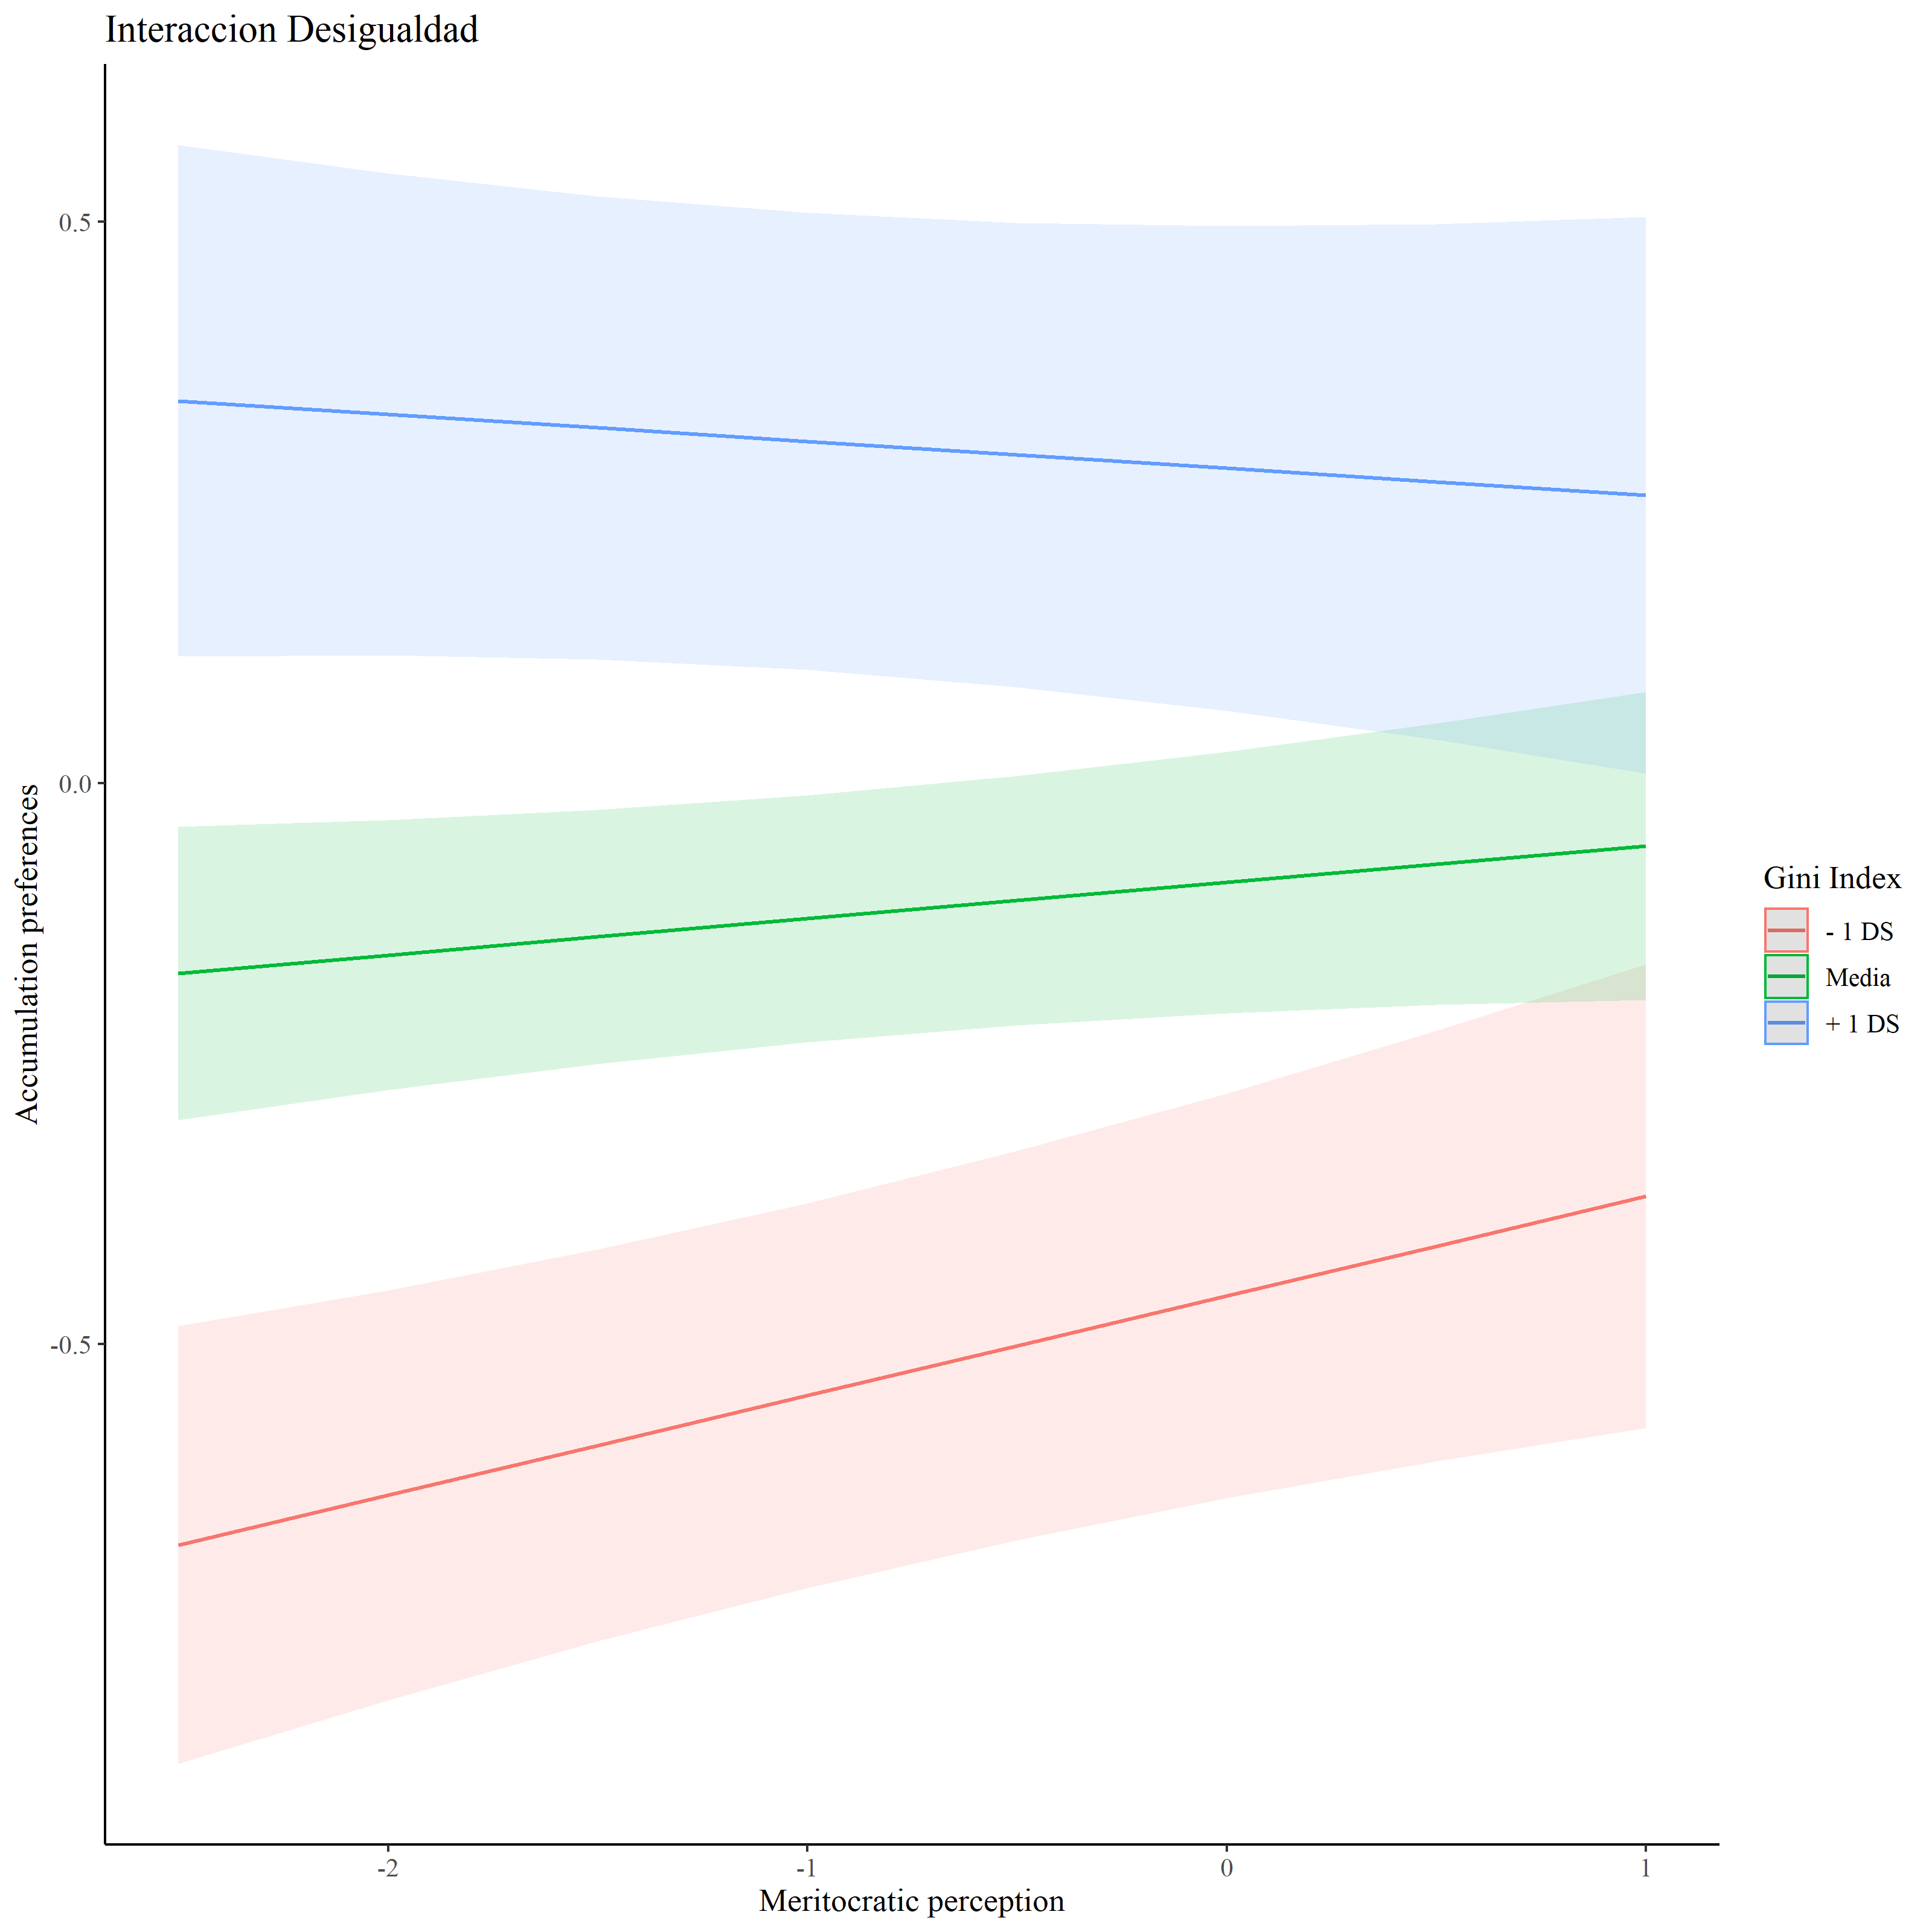 Interaccion Desigualdad
Accumulation preferences
0.5
0.0
-0.5
-2
-1
0
1
Meritocratic perception
Gini Index
- 1 DS
Media
+ 1 DS